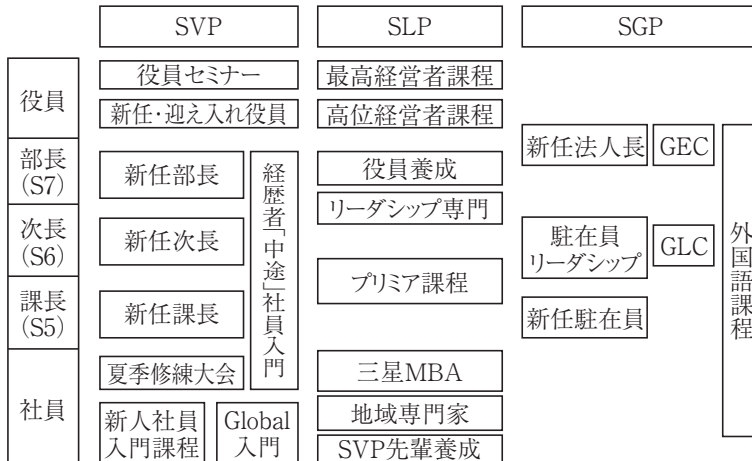 SVP
SLP
SGP
役員
役員セミナー
最高経営者課程
新任・迎え入れ役員
高位経営者課程
部長
(S7)
新任部長
経歴者「中途」社員入門
役員養成
新任法人長
GEC
外国語課程
リーダシップ専門
次長
(S6)
新任次長
プリミア課程
駐在員
リーダシップ
GLC
課長
(S5)
新任課長
新任駐在員
社員
夏季修練大会
三星MBA
新人社員
入門課程
Global
入門
地域専門家
SVP先輩養成